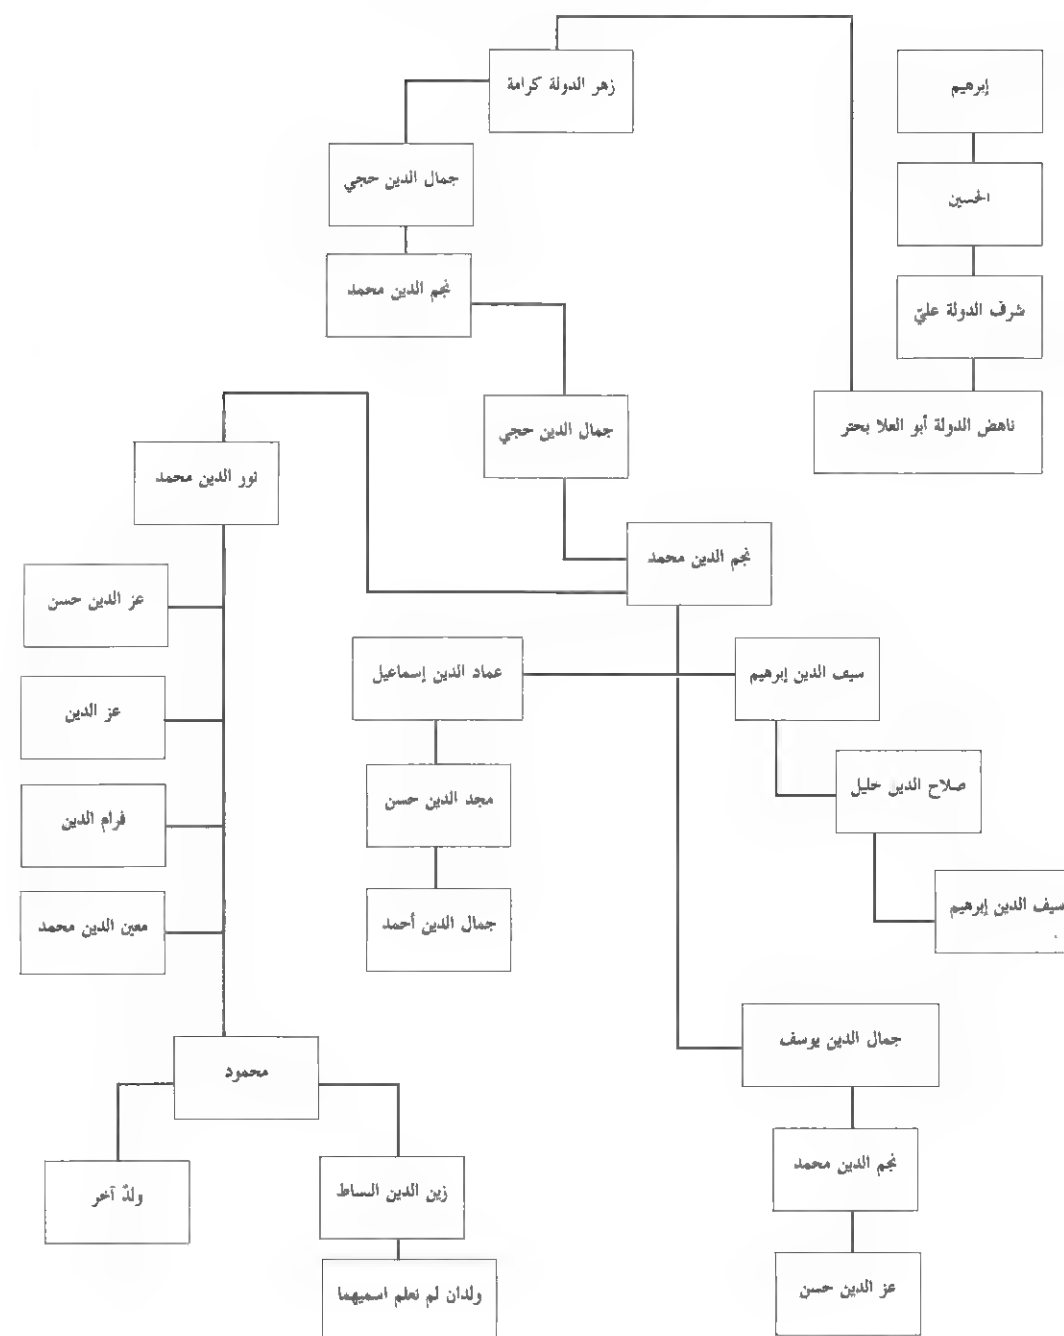 زهر الدولة كرامة
إبرهيم
جمال الدين حجي
الحسين
نجم الدين محمد
شرف الدولة عليّ
جمال الدين حجي
ناهض الدولة أبو العلا بحتر
نور الدين محمد
نجم الدين محمد
عز الدين حسن
عماد الدين إسماعيل
سيف الدين إبرهيم
عز الدين
مجد الدين حسن
صلاح الدين خليل
فرام الدين
معين الدين محمد
جمال الدين أحمد
سيف الدين إبرهيم
جمال الدين يوسف
محمود
نجم الدين محمد
ولدٌ آخر
زين الدين الساط
ولدان لم نعلم اسميهما
عز الدين حسن